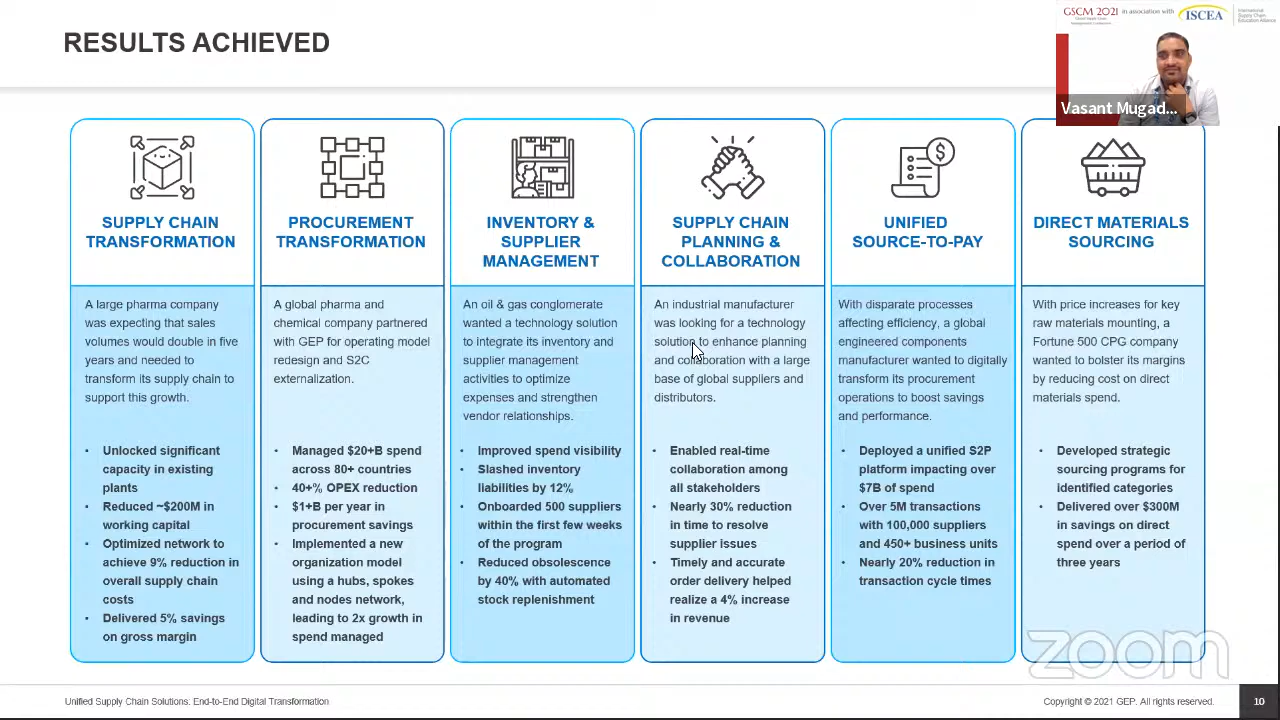 RESULTS ACHIEVED
GSCM 2021
in association with
ISCEA
International
Supply Chain
Education Alliance
Vasant Mugad...
SUPPLY CHAIN
TRANSFORMATION
A large pharma company
was expecting that sales
volumes would double in five
years and needed to
transform its supply chain to
support this growth.
• Unlocked significant
capacity in existing
plants
• Reduced ~$200M in
working capital
• Optimized network to
achieve 9% reduction in
overall supply chain
costs
• Delivered 5% savings
on gross margin
PROCUREMENT
TRANSFORMATION
A global pharma and
chemical company partnered
with GEP for operating model
redesign and S2C
externalization.
• Managed $20+B spend
across 80+ countries
• 40+% OPEX reduction
• $1+B per year in
procurement savings
• Implemented a new
organization model
using a hubs, spokes
and nodes network,
leading to 2x growth in
spend managed
INVENTORY &
SUPPLIER
MANAGEMENT
An oil & gas conglomerate
wanted a technology solution
to integrate its inventory and
supplier management
activities to optimize
expenses and strengthen
vendor relationships.
• Improved spend visibility
• Slashed inventory
liabilities by 12%
• Onboarded 500 suppliers
within the first few weeks
of the program
• Reduced obsolescence
by 40% with automated
stock replenishment
SUPPLY CHAIN
PLANNING &
COLLABORATION
An industrial manufacturer
was looking for a technology
solution to enhance planning
and collaboration with a large
base of global suppliers and
distributors.
• Enabled real-time
collaboration among
all stakeholders
• Nearly 30% reduction
in time to resolve
supplier issues
• Timely and accurate
order delivery helped
realize a 4% increase
in revenue
UNIFIED
SOURCE-TO-PAY
With disparate processes
affecting efficiency, a global
engineered components
manufacturer wanted to digitally
transform its procurement
operations to boost savings
and performance.
• Deployed a unified S2P
platform impacting over
$7B of spend
• Over 5M transactions
with 100,000 suppliers
and 450+ business units
• Nearly 20% reduction in
transaction cycle times
DIRECT MATERIALS
SOURCING
With price increases for key
raw materials mounting, a
Fortune 500 CPG company
wanted to bolster its margins
by reducing cost on direct
materials spend.
• Developed strategic
sourcing programs for
identified categories
• Delivered over $300M
in savings on direct
spend over a period of
three years
zoom
Unified Supply Chain Solutions: End-to-End Digital Transformation
Copyright © 2021 GEP. All rights reserved.
10